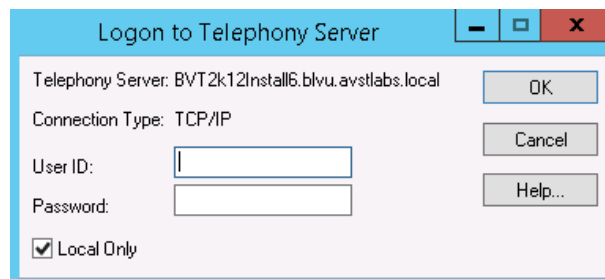 Logon to Telephony Server
Telephony Server: BVT2k12Install6.blvu.avstlabs.local
OK
Connection Type: TCP/IP
Cancel
User ID:
Help...
Password:
Local Only